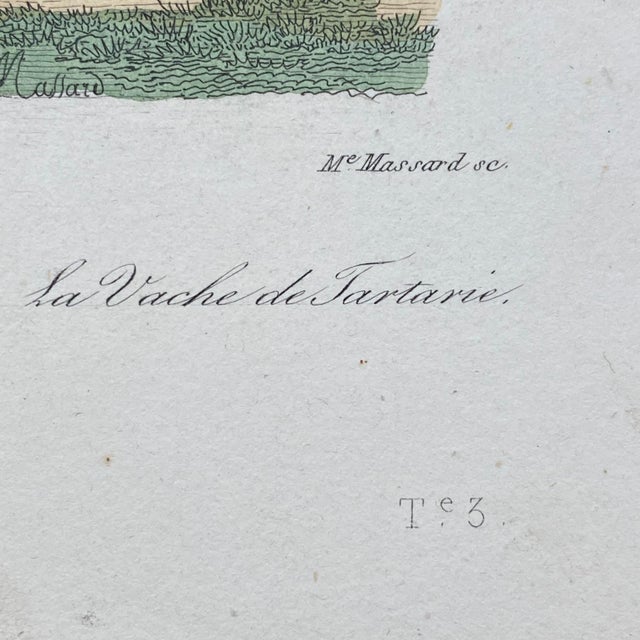 Massard
Me Massard sc.
La Vache de Tartarie.
Te. 3.